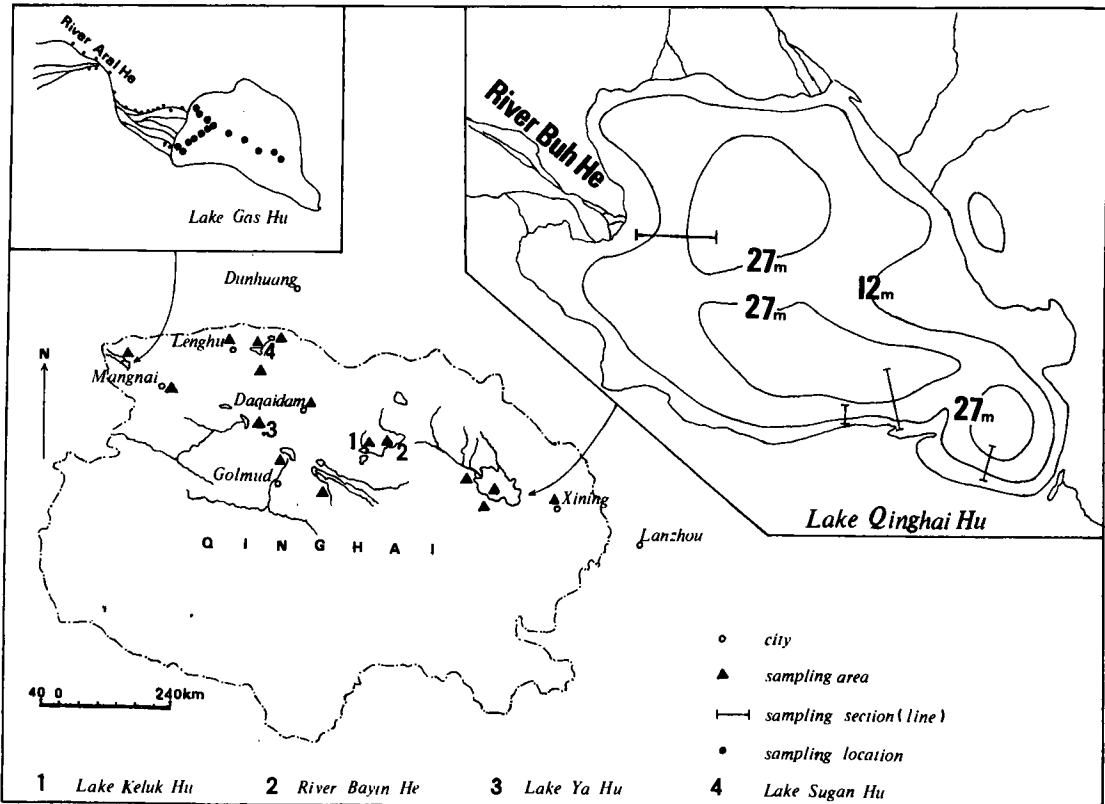 River Aral He
Lake Gas Hu
River Buh He
27m
27m
12m
27m
Lake Qinghai Hu
Dunhuang
N
Lenghu
4
Mangnai
Daqaidam
3
1
2
Golmud
Xining
Lanzhou
QINGHAI
40 0 240km
city
sampling area
sampling section (line)
sampling location
1 Lake Keluk Hu 2 River Bayin He 3 Lake Ya Hu 4 Lake Sugan Hu